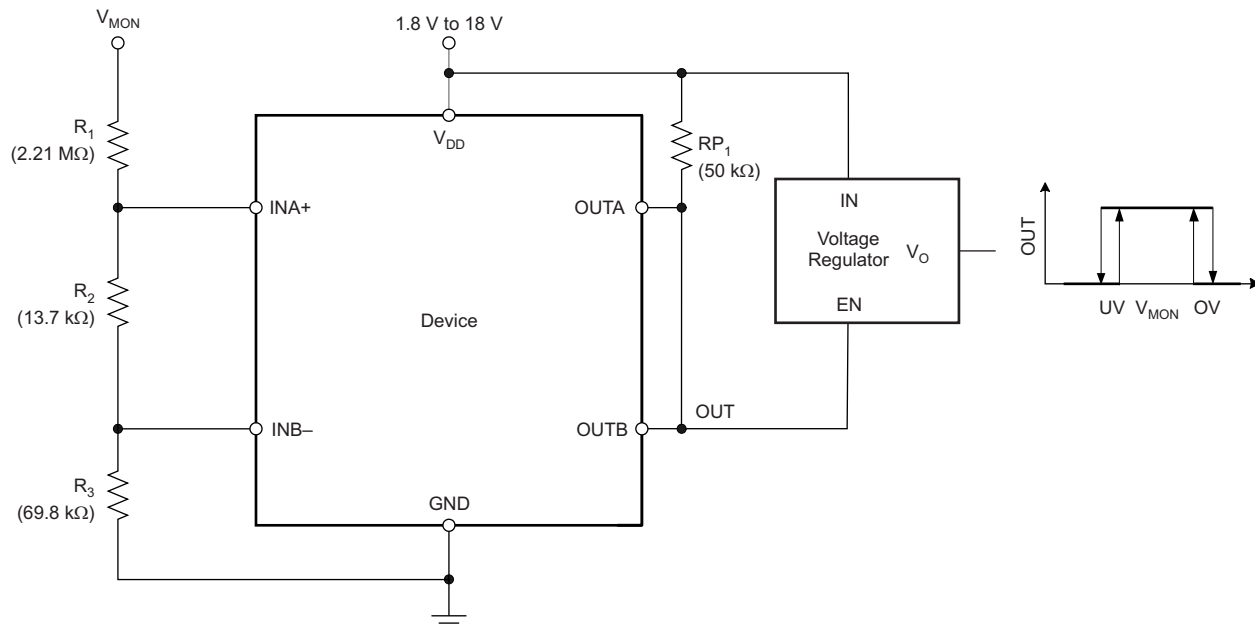 V_MON
1.8 V to 18 V
R_1
(2.21 MΩ)
V_DD
RP_1
(50 kΩ)
INA+
OUTA
IN
Voltage
Regulator
V_O
EN
OUT
UV
V_MON
OV
R_2
(13.7 kΩ)
Device
INB–
OUTB
OUT
R_3
(69.8 kΩ)
GND